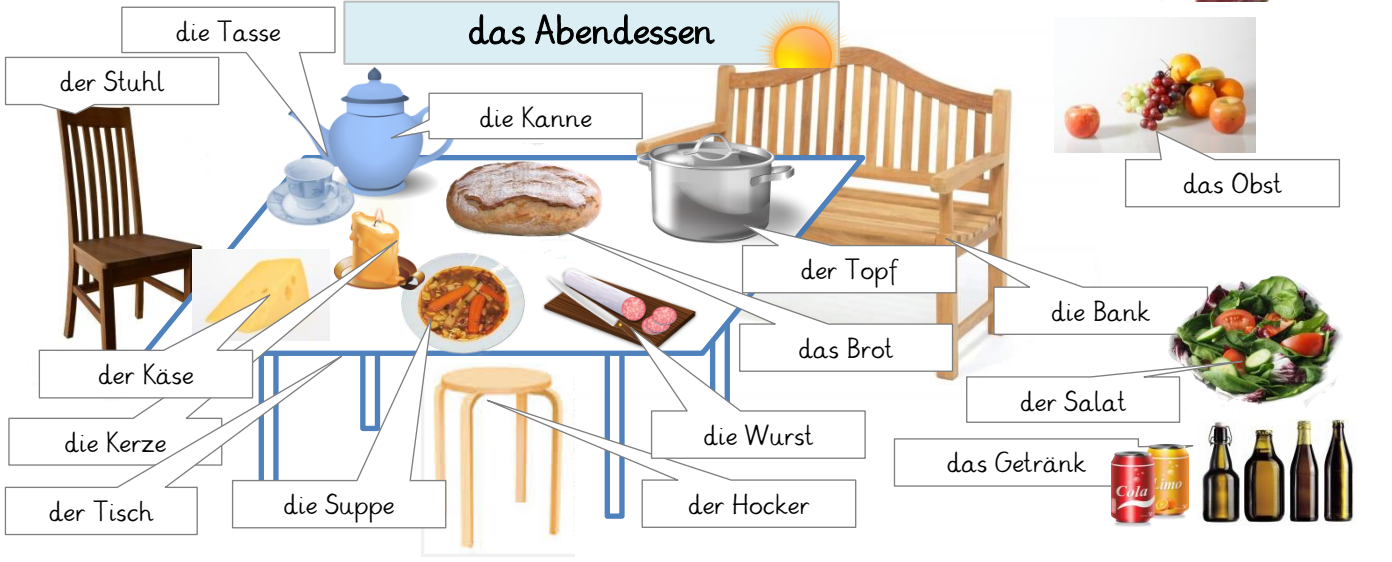 das Abendessen
die Tasse
der Stuhl
die Kanne
das Obst
der Topf
die Bank
das Brot
der Käse
der Salat
die Kerze
die Wurst
das Getränk
der Tisch
die Suppe
der Hocker
Cola
Limo